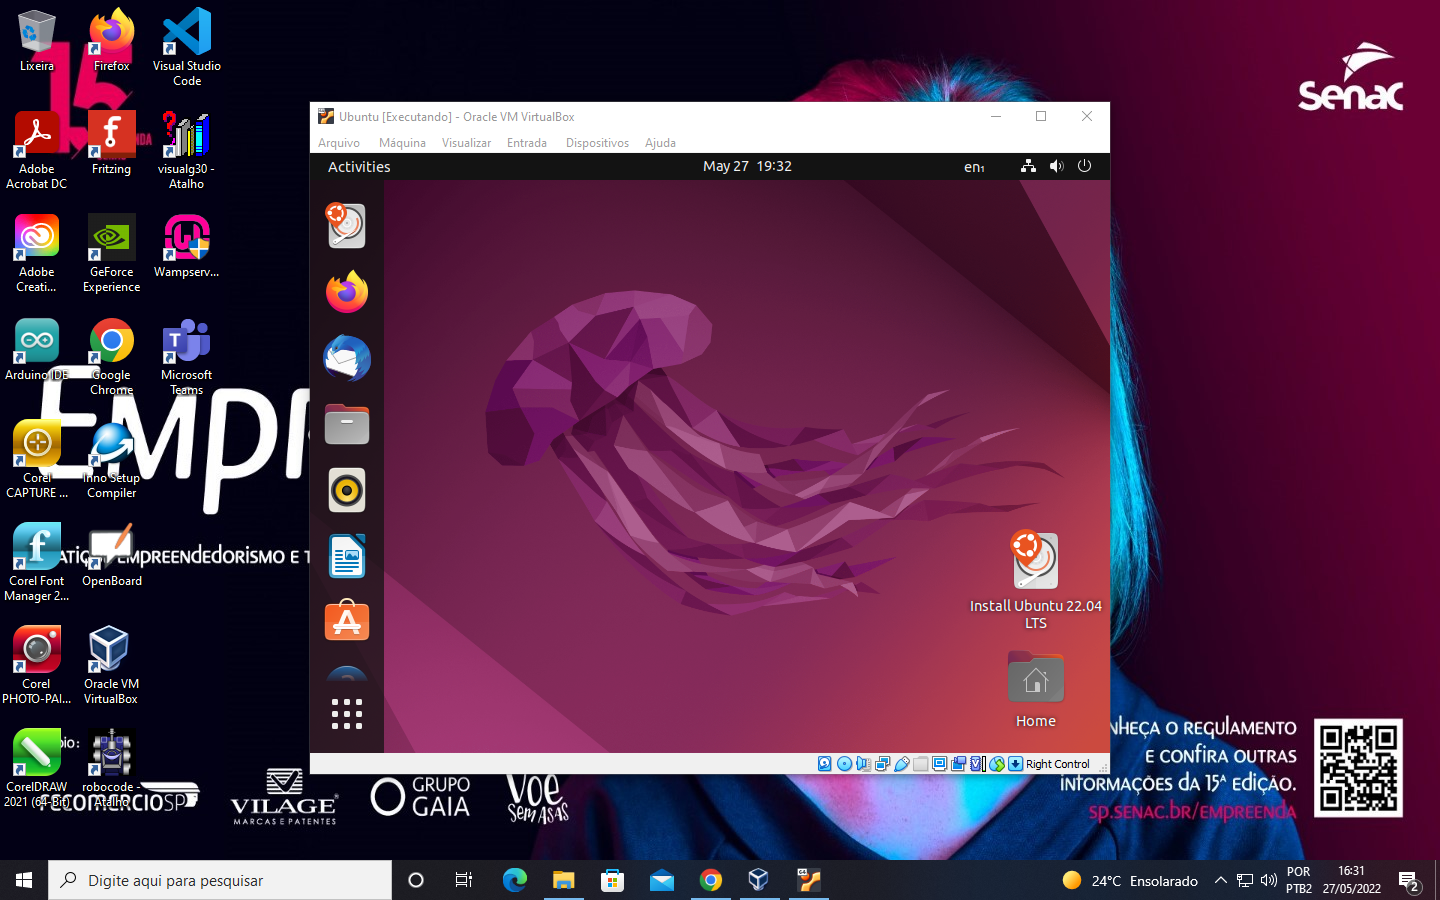 Lixeira
Firefox
Visual Studio
Code
Adobe
Acrobat DC
Fritzing
visualg30 -
Atalho
Adobe
Creati...
GeForce
Experience
Wampserv...
Arduino IDE
Google
Chrome
Microsoft
Teams
Corel
CAPTURE ...
Inno Setup
Compiler
Corel Font
Manager 2...
OpenBoard
Corel
PHOTO-PAI...
Oracle VM
VirtualBox
CorelDRAW
2021 (64-Bit)
robocode -
Atalho
Senac
Ubuntu [Executando] - Oracle VM VirtualBox
Arquivo Máquina Visualizar Entrada Dispositivos Ajuda
Activities May 27 19:32 en₁
Install Ubuntu 22.04
LTS
Home
Right Control
VILAGE
MARCAS E PATENTES
GRUPO
GAIA
VOE
SEM ASAS
E CONFIRA OUTRAS
INFORMAÇÕES DA 15ª EDIÇÃO.
SP.SENAC.BR/EMPREENDA
Digite aqui para pesquisar
24°C Ensolarado
POR
PTB2
16:31
27/05/2022
2